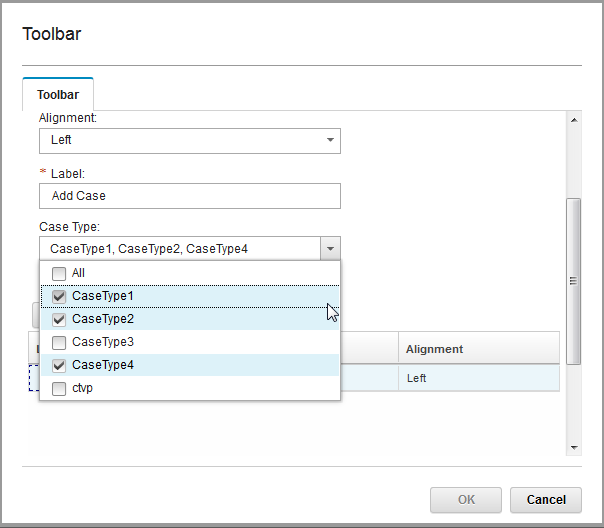 Toolbar
Toolbar
Alignment:
Left
* Label:
Add Case
Case Type:
CaseType1, CaseType2, CaseType4
All
CaseType1
CaseType2
CaseType3
CaseType4
ctvp
Alignment
Left
OK Cancel